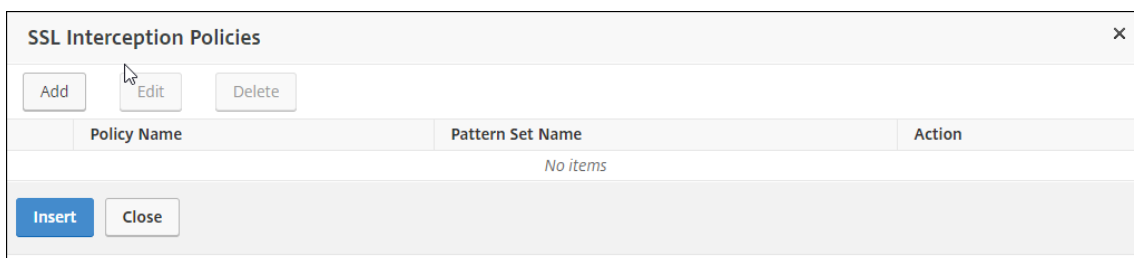 SSL Interception Policies ×
Add Edit Delete
Policy Name Pattern Set Name Action
No items
Insert Close